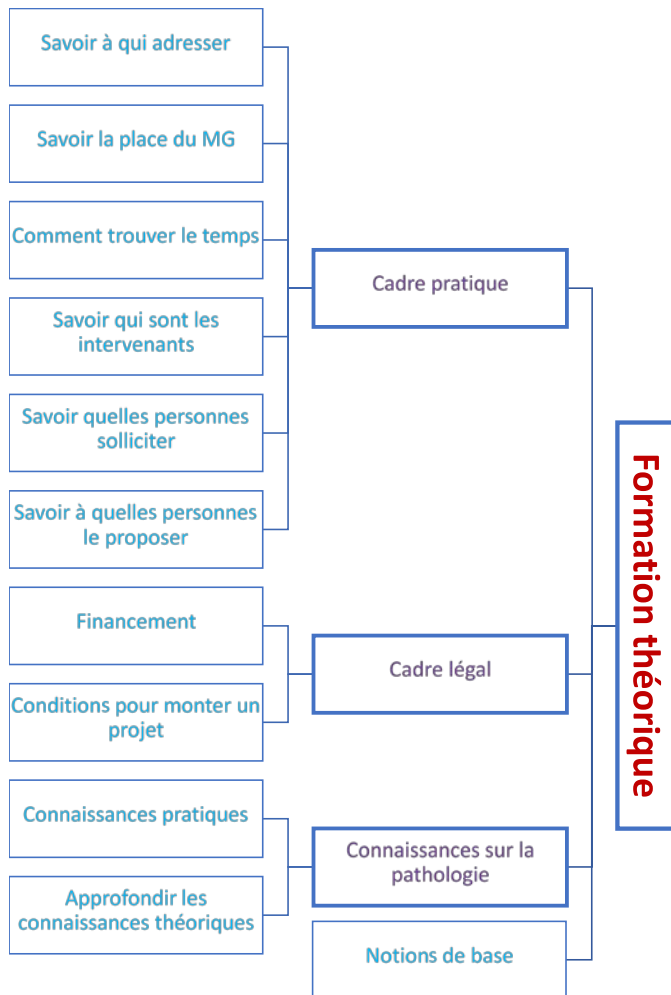 Savoir à qui adresser
Savoir la place du MG
Comment trouver le temps
Savoir qui sont les
intervenants
Savoir quelles personnes
solliciter
Savoir à quelles personnes
le proposer
Cadre pratique
Financement
Conditions pour monter un
projet
Cadre légal
Connaissances pratiques
Approfondir les
connaissances théoriques
Connaissances sur la
pathologie
Notions de base
Formation théorique